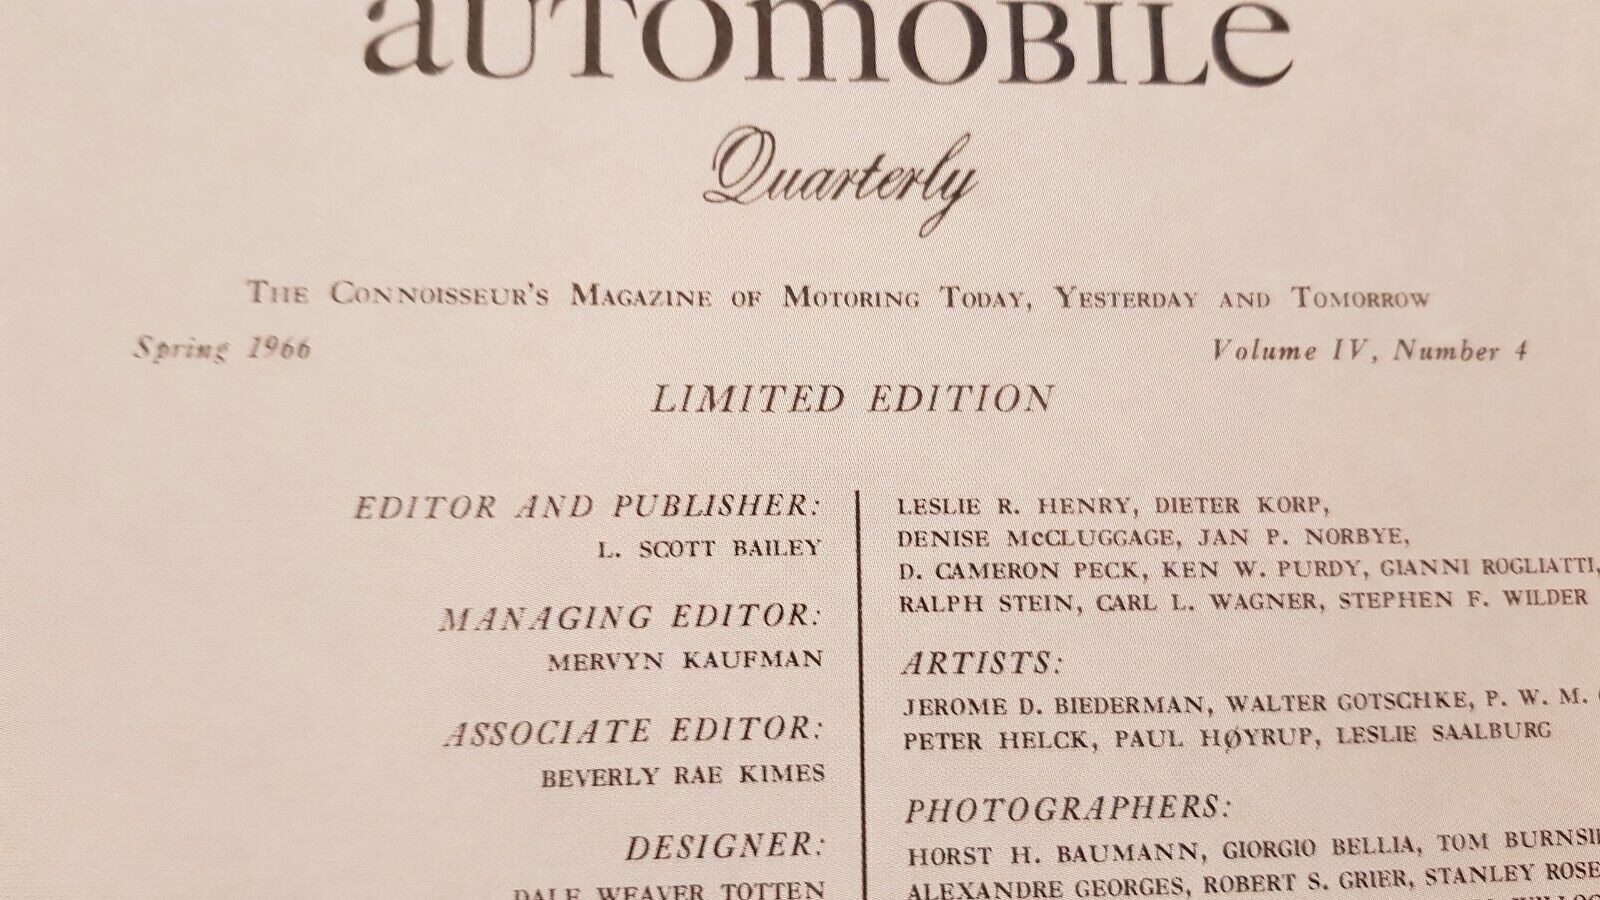 aUTOmOBILe
Quarterly
THE CONNOISSEUR'S MAGAZINE OF MOTORING TODAY, YESTERDAY AND TOMORROW
Spring 1966
Volume IV, Number 4
LIMITED EDITION
EDITOR AND PUBLISHER:
L. SCOTT BAILEY
MANAGING EDITOR:
MERVYN KAUFMAN
ASSOCIATE EDITOR:
BEVERLY RAE KIMES
DESIGNER:
DALE WEAVER TOTTEN
LESLIE R. HENRY, DIETER KORP,
DENISE McCLUGGAGE, JAN P. NORBYE,
D. CAMERON PECK, KEN W. PURDY, GIANNI ROGLIATTI,
RALPH STEIN, CARL L. WAGNER, STEPHEN F. WILDER
ARTISTS:
JEROME D. BIEDERMAN, WALTER GOTSCHKE, P. W. M.
PETER HELCK, PAUL HØYRUP, LESLIE SAALBURG
PHOTOGRAPHERS:
HORST H. BAUMANN, GIORGIO BELLIA, TOM
ALEXANDRE GEORGES, ROBERT S. GRIER, STANLEY